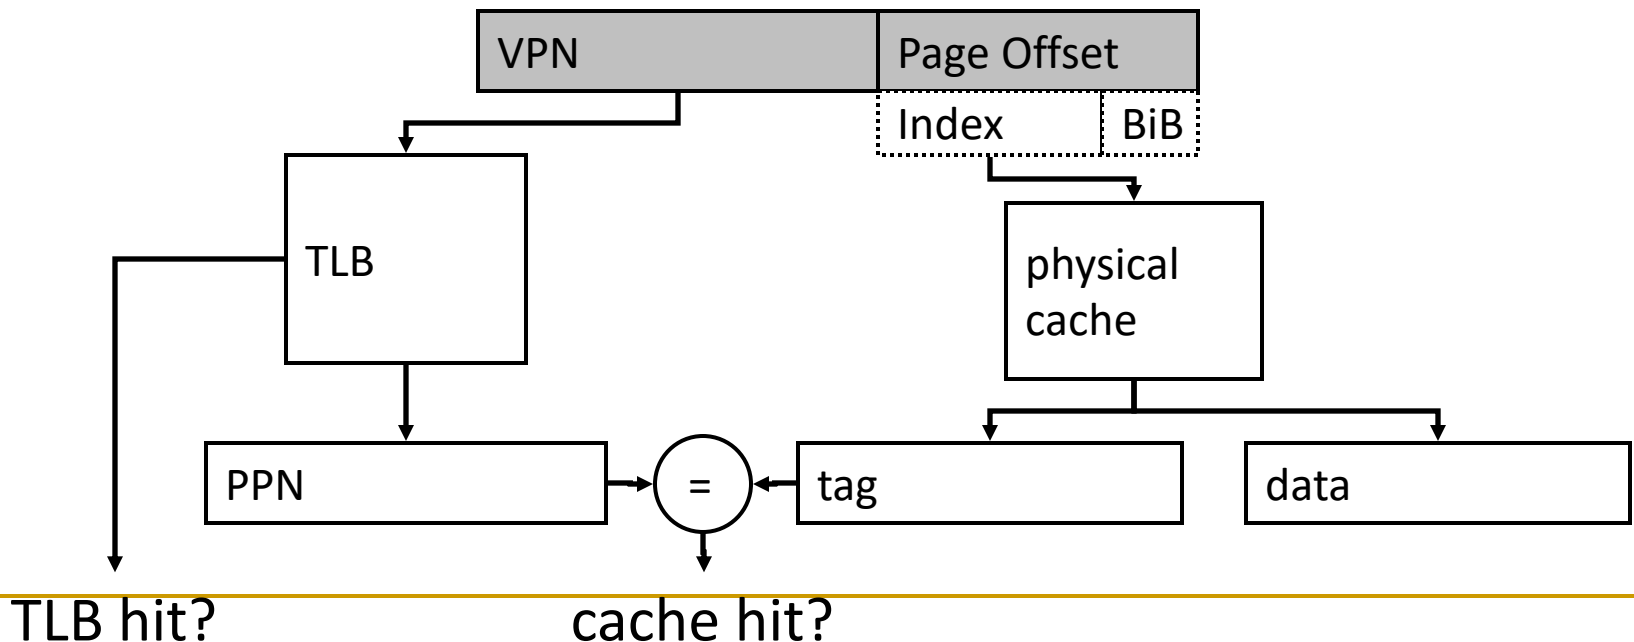 VPN
Page Offset
Index
BiB
TLB
physical
cache
PPN
=
tag
data
TLB hit?
cache hit?